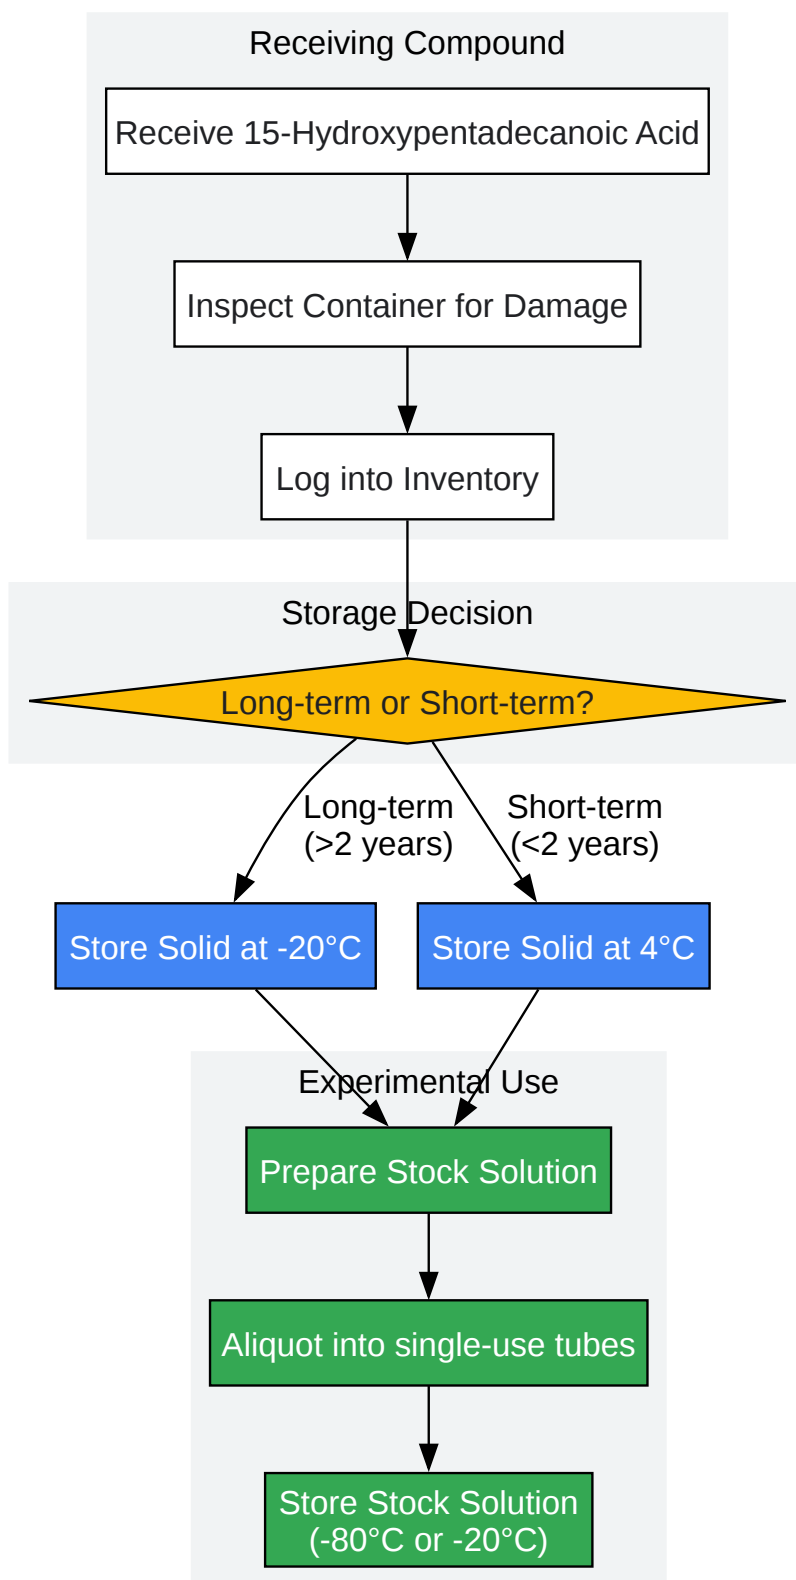 Receiving Compound
Receive 15-Hydroxypentadecanoic Acid
Inspect Container for Damage
Log into Inventory
Storage Decision
Long-term or Short-term?
Long-term
(>2 years)
Short-term
(<2 years)
Store Solid at -20°C
Store Solid at 4°C
Experimental Use
Prepare Stock Solution
Aliquot into single-use tubes
Store Stock Solution
(-80°C or -20°C)